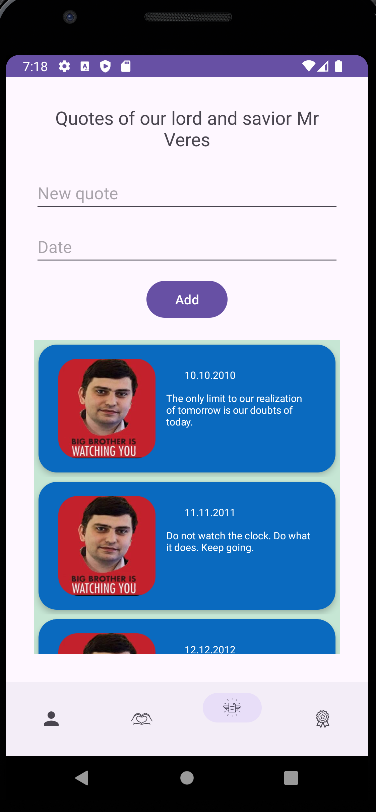 7:18
Quotes of our lord and savior Mr
Veres
New quote
Date
Add
10.10.2010
The only limit to our realization
of tomorrow is our doubts of
today.
BIG BROTHER IS
WATCHING YOU
11.11.2011
Do not watch the clock. Do what
it does. Keep going.
BIG BROTHER IS
WATCHING YOU
12.12.2012